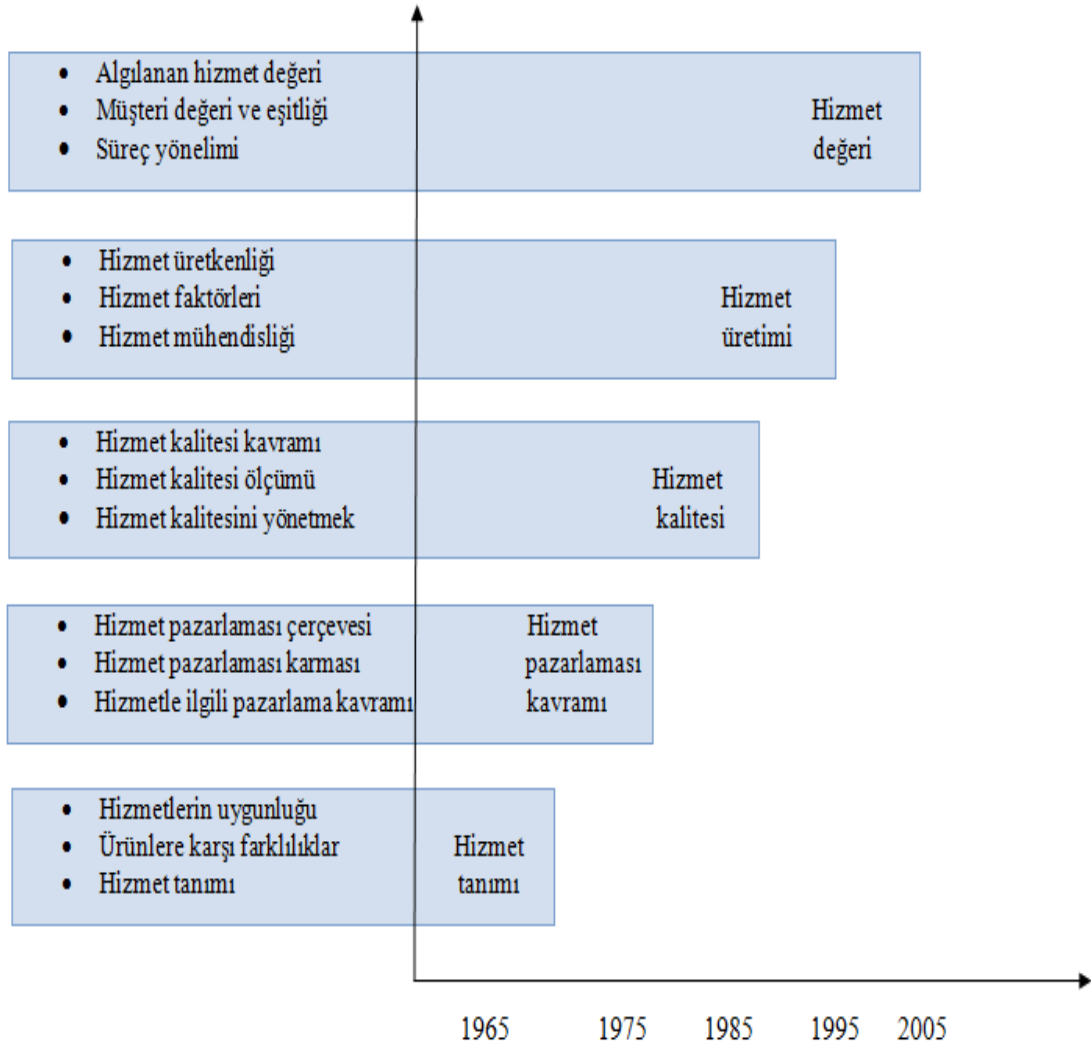 • Algılanan hizmet değeri
• Müşteri değeri ve eşitliği
• Süreç yönelimi
Hizmet
değeri
• Hizmet üretkenliği
• Hizmet faktörleri
• Hizmet mühendisliği
Hizmet
üretimi
• Hizmet kalitesi kavramı
• Hizmet kalitesi ölçümü
• Hizmet kalitesini yönetmek
Hizmet
kalitesi
• Hizmet pazarlaması çerçevesi
• Hizmet pazarlaması karması
• Hizmetle ilgili pazarlama kavramı
Hizmet
pazarlaması
kavramı
• Hizmetlerin uygunluğu
• Ürünlere karşı farklılıklar
• Hizmet tanımı
Hizmet
tanımı
1965 1975 1985 1995 2005